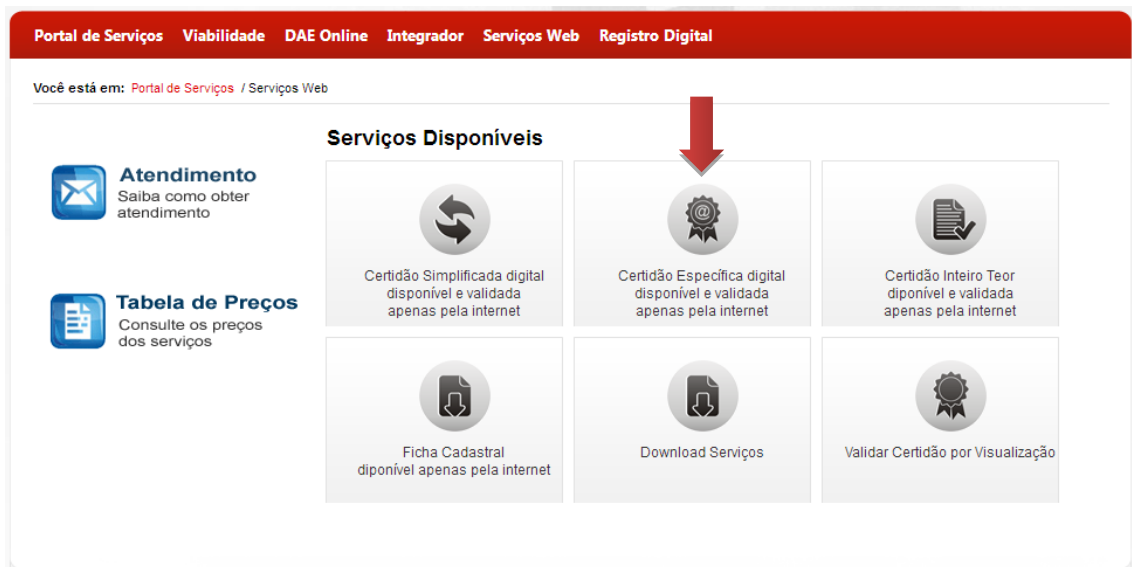 Portal de Serviços Viabilidade DAE Online Integrador Serviços Web Registro Digital
Você está em: Portal de Serviços / Serviços Web
Serviços Disponíveis
Atendimento
Saiba como obter
atendimento
Tabela de Preços
Consulte os preços
dos serviços
Certidão Simplificada digital
disponível e validada
apenas pela internet
@
Certidão Específica digital
disponível e validada
apenas pela internet
Certidão Inteiro Teor
diponível e validada
apenas pela internet
Ficha Cadastral
diponível apenas pela internet
Download Serviços
Validar Certidão por Visualização